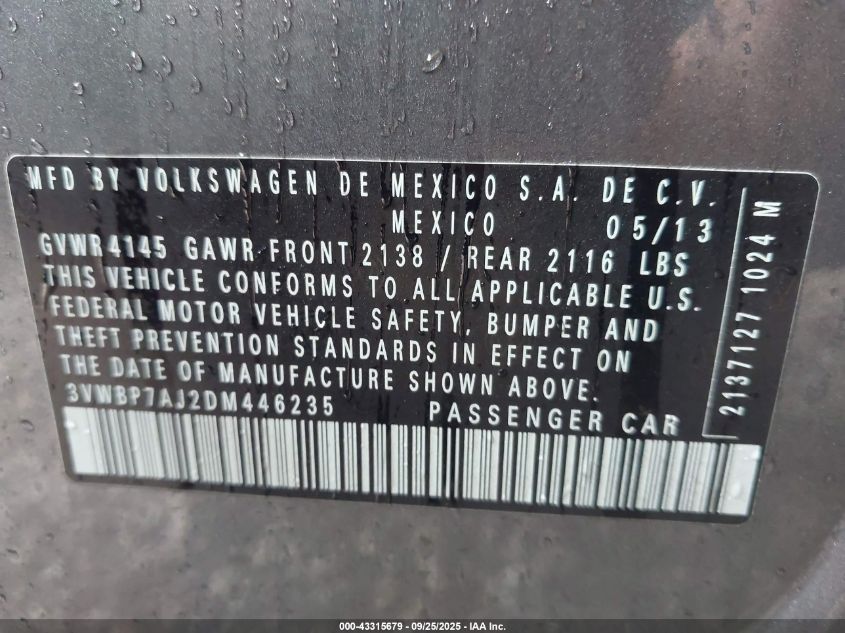 MFD BY VOLKSWAGEN DE MEXICO S.A. DE C.V.
MEXICO 05/13
GVWR4145 GAWR FRONT 2138 / REAR 2116 LBS
THIS VEHICLE CONFORMS TO ALL APPLICABLE U.S.
/FEDERAL MOTOR VEHICLE SAFETY, BUMPER AND
THEFT PREVENTION STANDARDS IN EFFECT ON
THE DATE OF MANUFACTURE SHOWN ABOVE.
3VWBP7AJ2DM446235 PASSENGER CAR
2137127 1024 M
000-43315679 - 09/25/2025 - IAA Inc.